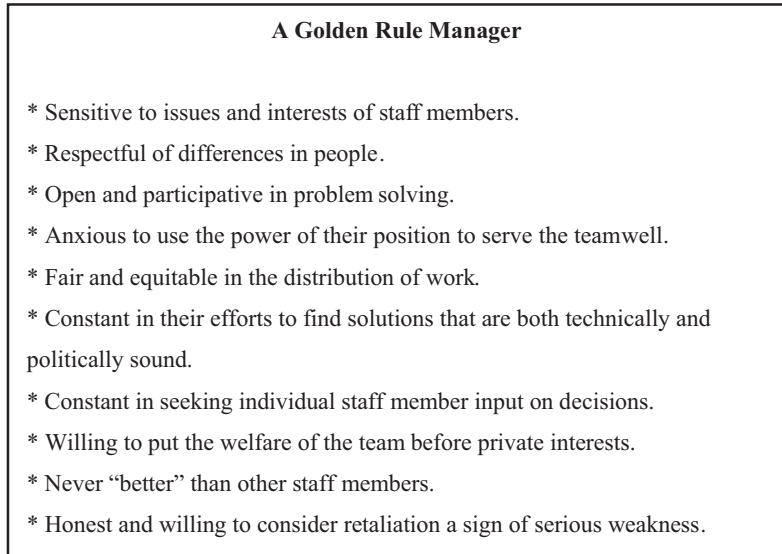 A Golden Rule Manager
* Sensitive to issues and interests of staff members.
* Respectful of differences in people.
* Open and participative in problem solving.
* Anxious to use the power of their position to serve the teamwell.
* Fair and equitable in the distribution of work.
* Constant in their efforts to find solutions that are both technically and
politically sound.
* Constant in seeking individual staff member input on decisions.
* Willing to put the welfare of the team before private interests.
* Never “better” than other staff members.
* Honest and willing to consider retaliation a sign of serious weakness.